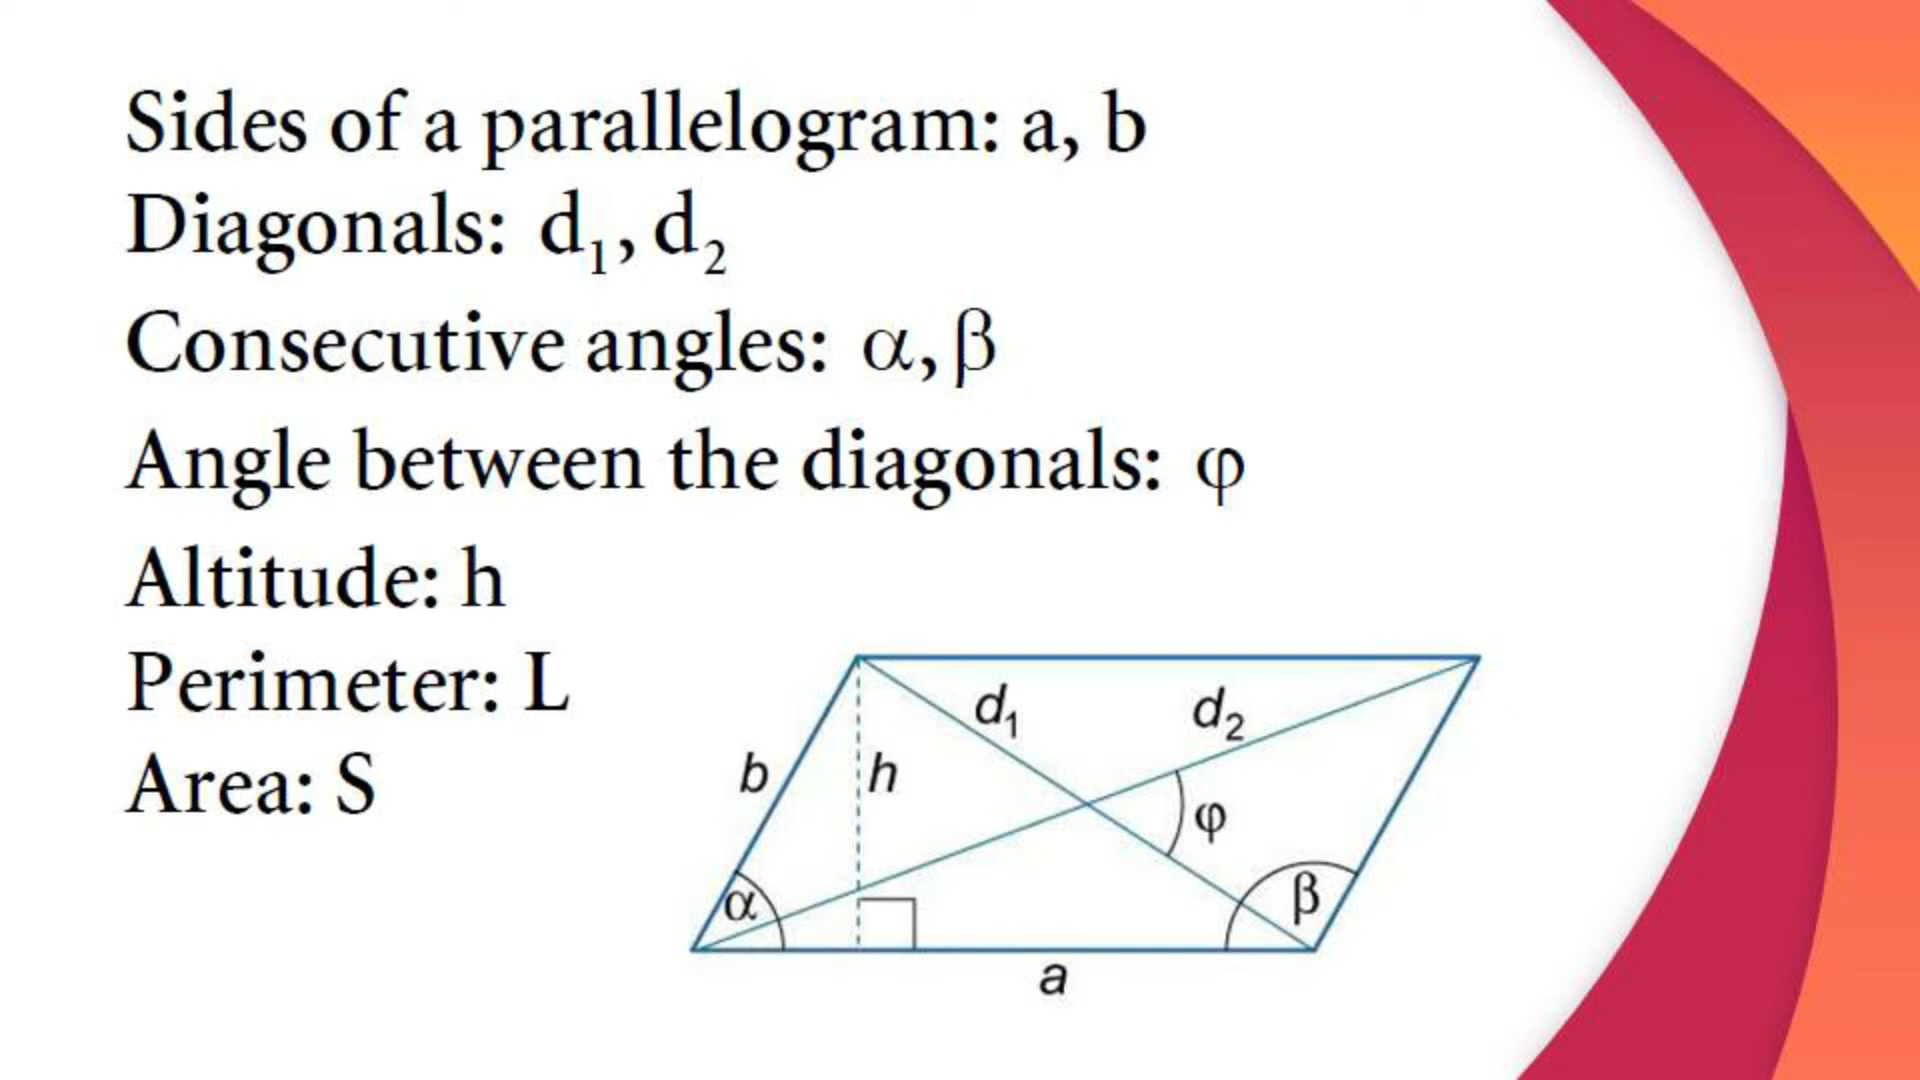 Sides of a parallelogram: a, b
Diagonals: d₁, d₂
Consecutive angles: α, β
Angle between the diagonals: φ
Altitude: h
Perimeter: L
Area: S
d₁ d₂
b h
φ
α β
a